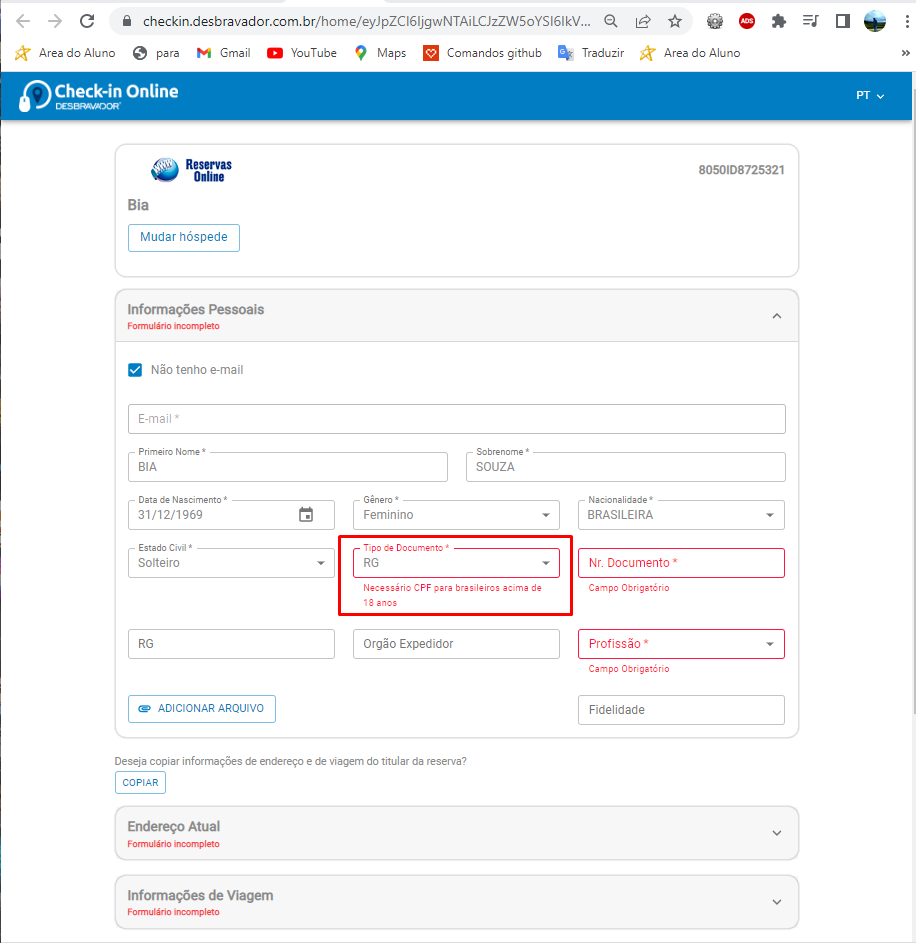 checkin.desbravador.com.br/home/eyJpZCI6IjgwNTAiLCJzZW5oYSI6IkV...
ADS
Area do Aluno para Gmail YouTube Maps Comandos github Traduzir Area do Aluno »
Check-in Online
DESBRAVADOR
PT
Reservas
Online
8050ID8725321
Bia
Mudar hóspede
Informações Pessoais
Formulário incompleto
Não tenho e-mail
E-mail *
Primeiro Nome * Sobrenome *
BIA SOUZA
Data de Nascimento * Gênero * Nacionalidade *
31/12/1969 Feminino BRASILEIRA
Estado Civil * Tipo de Documento *
Solteiro RG Nr. Documento *
Necessário CPF para brasileiros acima de Campo Obrigatório
18 anos
RG Orgão Expedidor Profissão *
Campo Obrigatório
ADICIONAR ARQUIVO Fidelidade
Deseja copiar informações de endereço e de viagem do titular da reserva?
COPIAR
Endereço Atual
Formulário incompleto
Informações de Viagem
Formulário incompleto